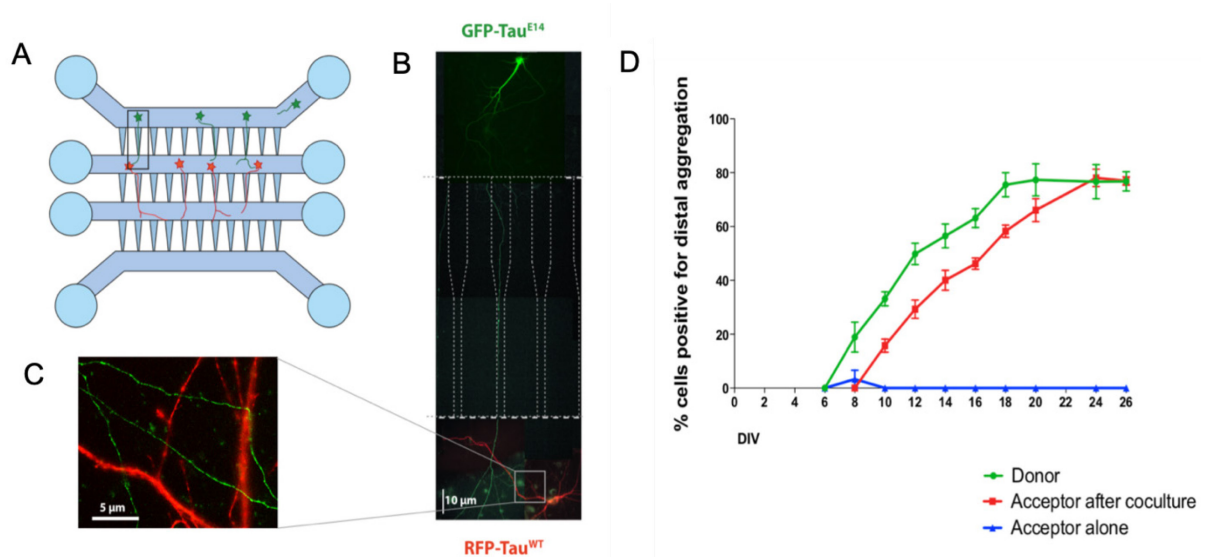 GFP-Tau^E14
A
B
D
% cells positive for distal aggregation
100
80
60
40
20
0
0 2 4 6 8 10 12 14 16 18 20 22 24 26
DIV
C
5 µm
10 µm
Donor
Acceptor after coculture
Acceptor alone
RFP-Tau^WT